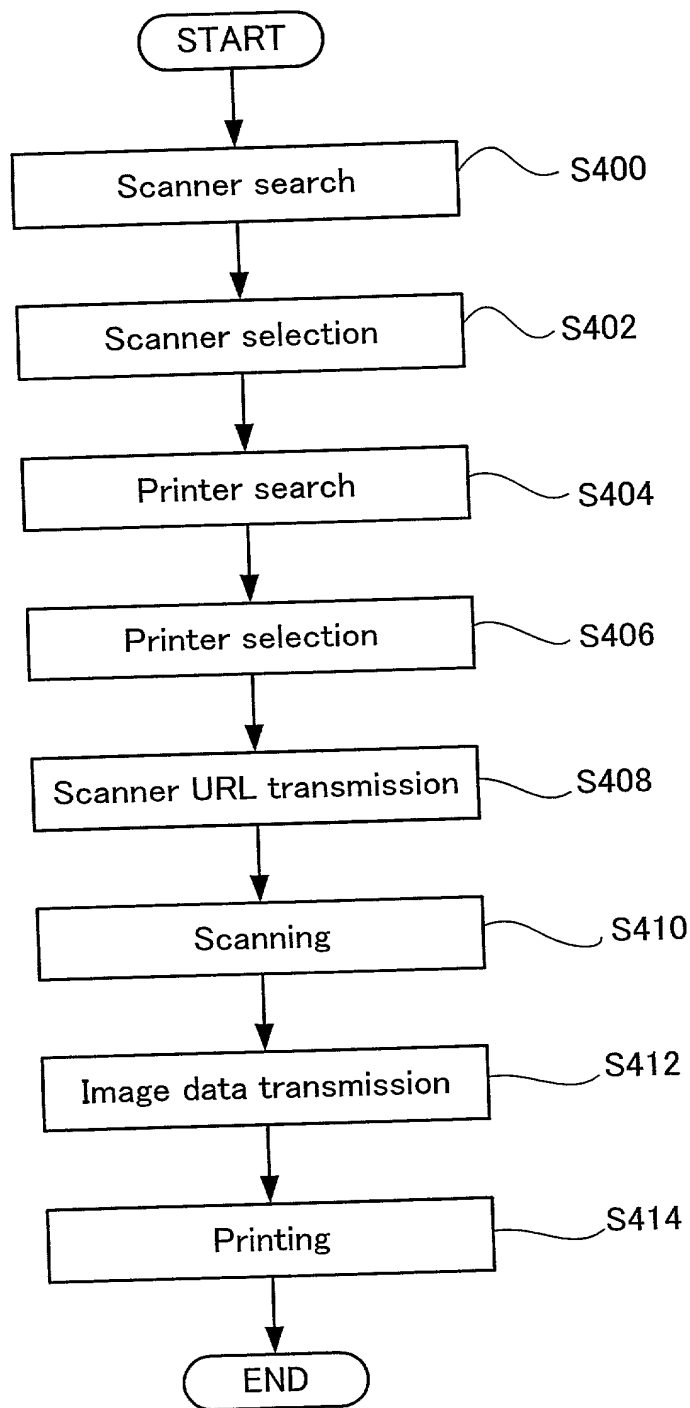 START
Scanner search
S400
Scanner selection
S402
Printer search
S404
Printer selection
S406
Scanner URL transmission
S408
Scanning
S410
Image data transmission
S412
Printing
S414
END